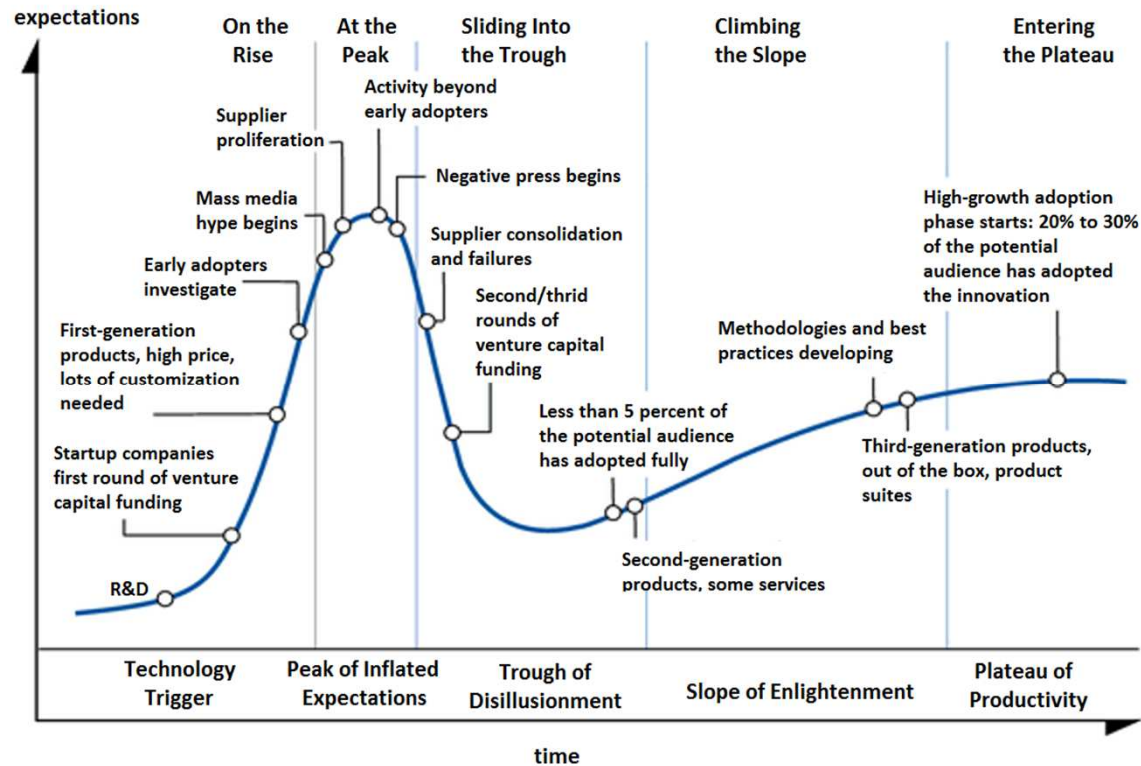 expectations
On the
Rise
At the
Peak
Sliding Into
the Trough
Climbing
the Slope
Entering
the Plateau
Activity beyond
early adopters
Supplier
proliferation
Negative press begins
Mass media
hype begins
High-growth adoption
phase starts: 20% to 30%
of the potential
audience has adopted
the innovation
Supplier consolidation
and failures
Early adopters
investigate
Second/thrid
rounds of
venture capital
funding
First-generation
products, high price,
lots of customization
needed
Methodologies and best
practices developing
Less than 5 percent of
the potential audience
has adopted fully
Startup companies
first round of venture
capital funding
Third-generation products,
out of the box, product
suites
Second-generation
products, some services
R&D
Technology
Trigger
Peak of Inflated
Expectations
Trough of
Disillusionment
Slope of Enlightenment
Plateau of
Productivity
time